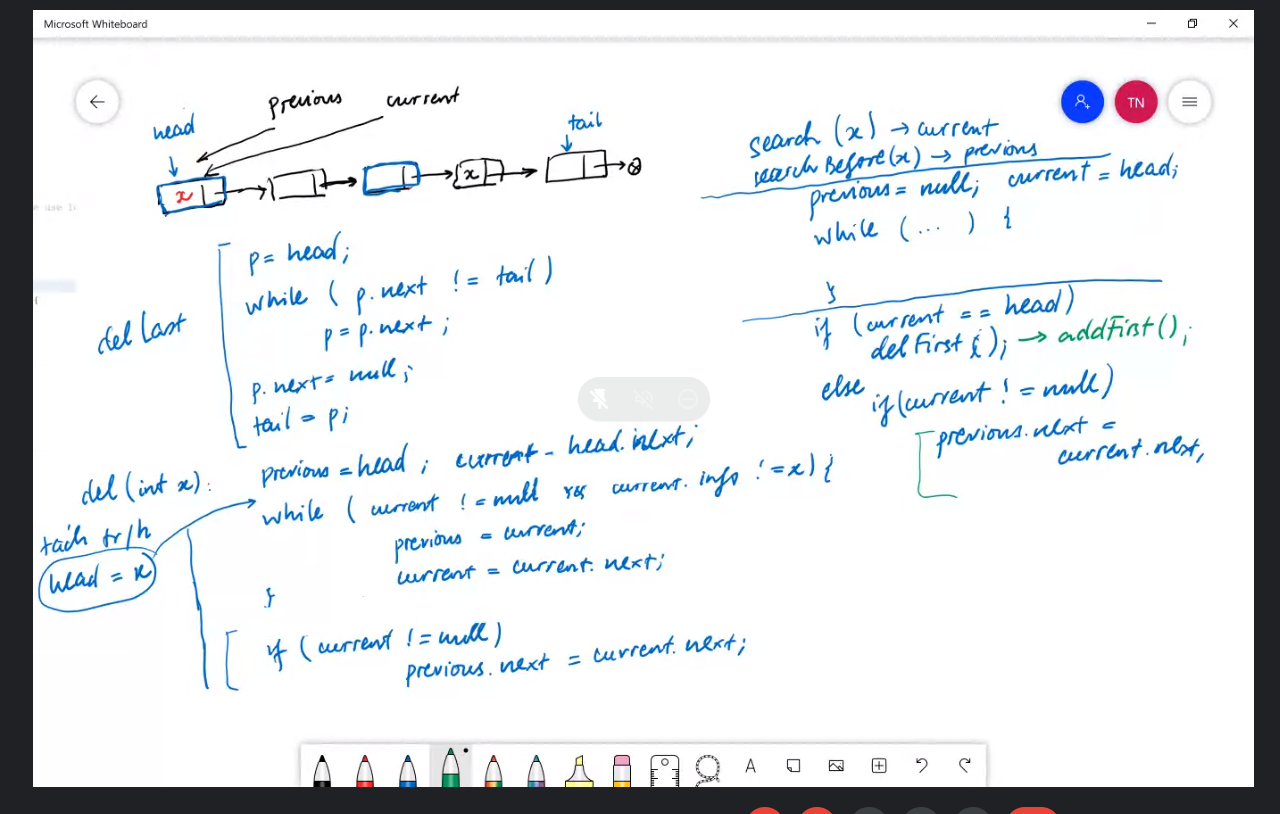 Microsoft Whiteboard
previous current
head
tail
x
x
TN
search (x) → current
search Before(x) → previous
previous = null; current = head;
while (... ) {
}
if (current == head)
delFirst(); → addFirst();
else
if(current != null)
previous.next =
current.next,
del last
p = head;
while ( p.next != tail )
p = p.next ;
p.next = null;
tail = p;
del (int x):
tách tr/h
head = x
previous = head ; current = head.next;
while ( current != null && current.info != x) {
previous = current;
current = current.next;
}
if ( current != null)
previous.next = current.next;
A